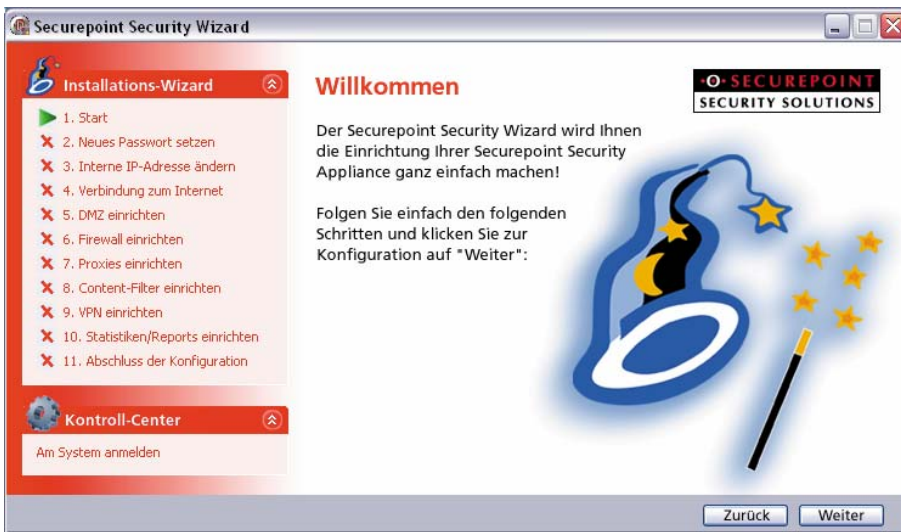 Securepoint Security Wizard
Installations-Wizard
1. Start
2. Neues Passwort setzen
3. Interne IP-Adresse ändern
4. Verbindung zum Internet
5. DMZ einrichten
6. Firewall einrichten
7. Proxies einrichten
8. Content-Filter einrichten
9. VPN einrichten
10. Statistiken/Reports einrichten
11. Abschluss der Konfiguration
Kontroll-Center
Am System anmelden
Willkommen
SECUREPOINT
SECURITY SOLUTIONS
Der Securepoint Security Wizard wird Ihnen
die Einrichtung Ihrer Securepoint Security
Appliance ganz einfach machen!
Folgen Sie einfach den folgenden
Schritten und klicken Sie zur
Konfiguration auf "Weiter":
Zurück
Weiter